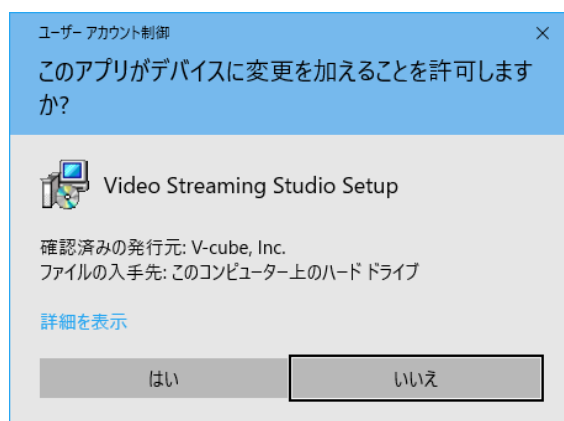 ユーザー アカウント制御
このアプリがデバイスに変更を加えることを許可します
か?
Video Streaming Studio Setup
確認済みの発行元: V-cube, Inc.
ファイルの入手先: このコンピューター上のハード ドライブ
詳細を表示
はい
いいえ